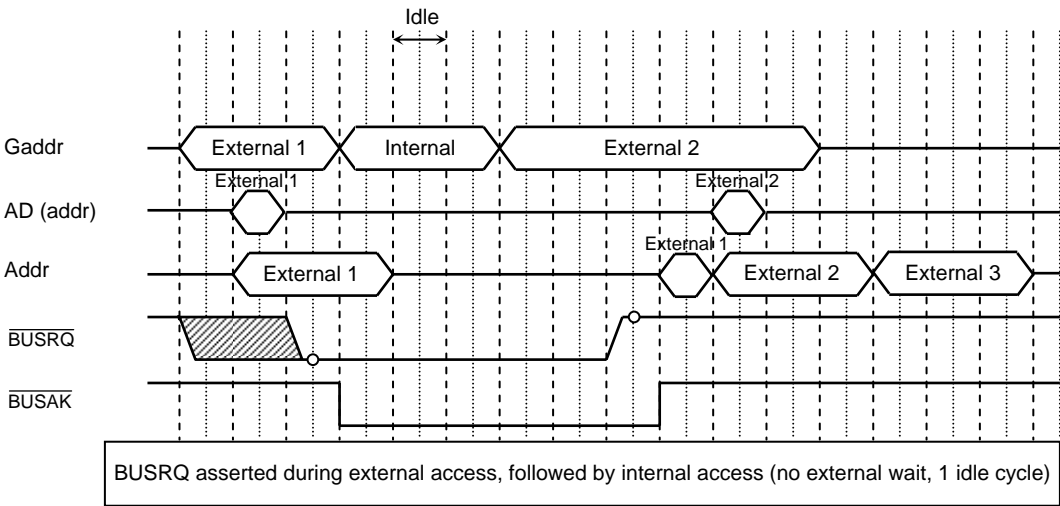 Idle
Gaddr
External 1
Internal
External 2
External 1
External 2
AD (addr)
External 1
Addr
External 1
External 2
External 3
BUSRQ
BUSAK
BUSRQ asserted during external access, followed by internal access (no external wait, 1 idle cycle)